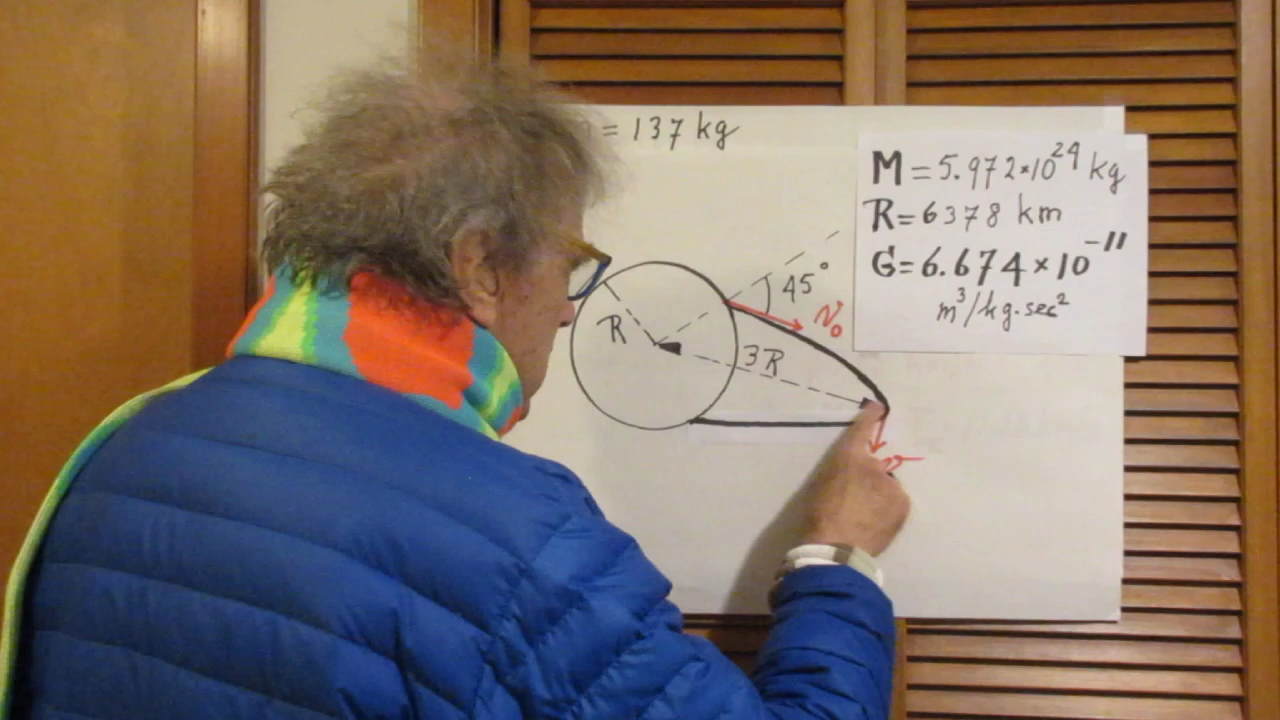 = 137 kg
M = 5.972×10²⁴ kg
R = 6378 km
G = 6.674 × 10⁻¹¹
m³/kg·sec²
45°
v₀
R
3R
v